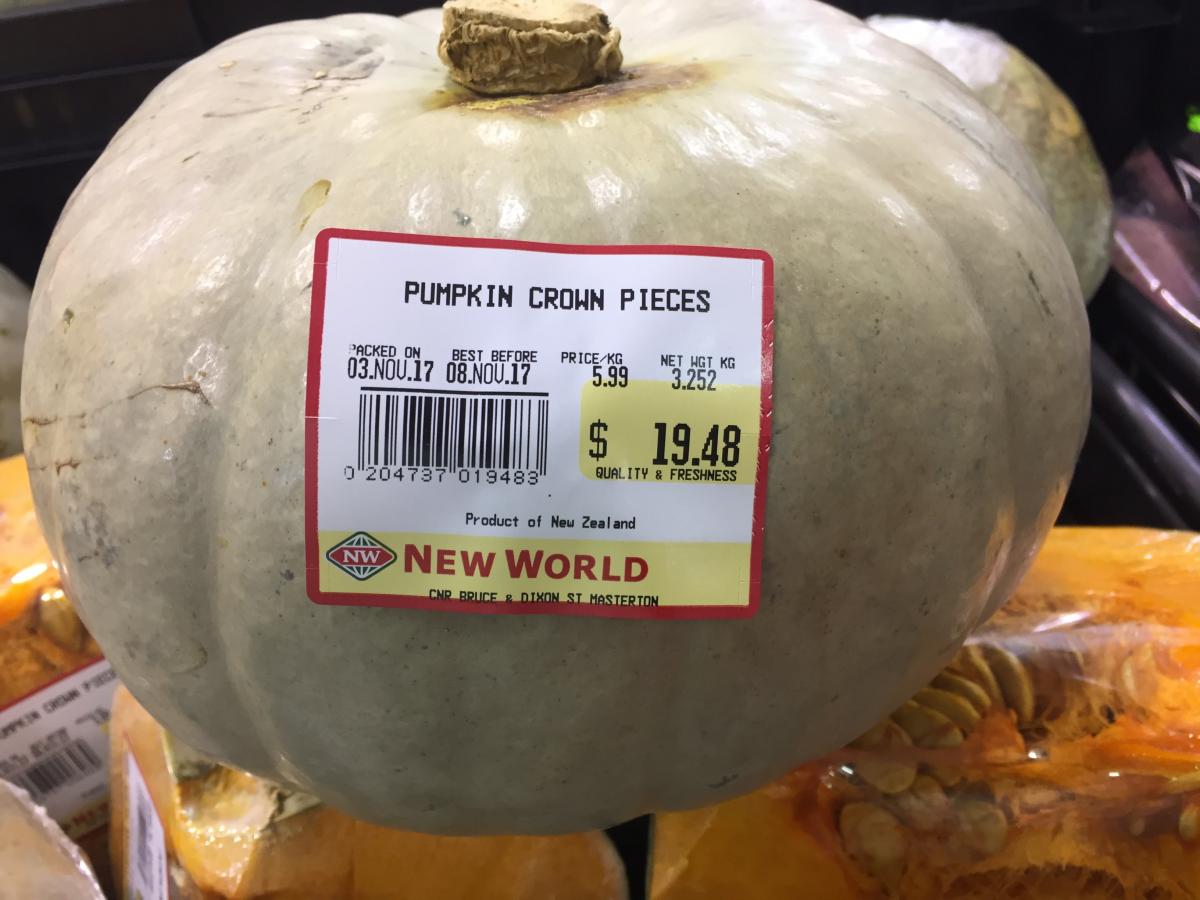 PUMPKIN CROWN PIECES
PACKED ON BEST BEFORE PRICE/KG NET WGT KG
03.NOV.17 08.NOV.17 5.99 3.252
$ 19.48
QUALITY & FRESHNESS
0 204737 019483
Product of New Zealand
NW NEW WORLD
CNR BRUCE & DIXON ST MASTERTON
PUMPKIN CROWN